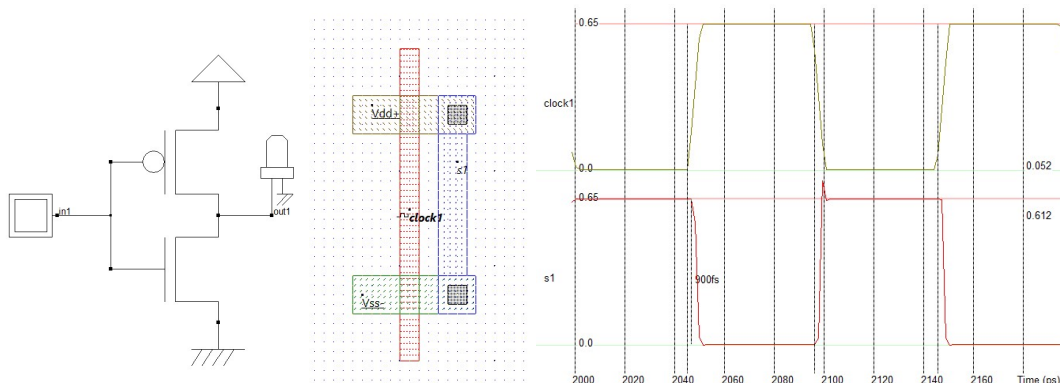 in1
out1
Vdd+
s1
clock1
Vss-
0.65
clock1
0.0
0.052
0.65
0.612
s1
900fs
0.0
2000 2020 2040 2060 2080 2100 2120 2140 2160 Time (ns)